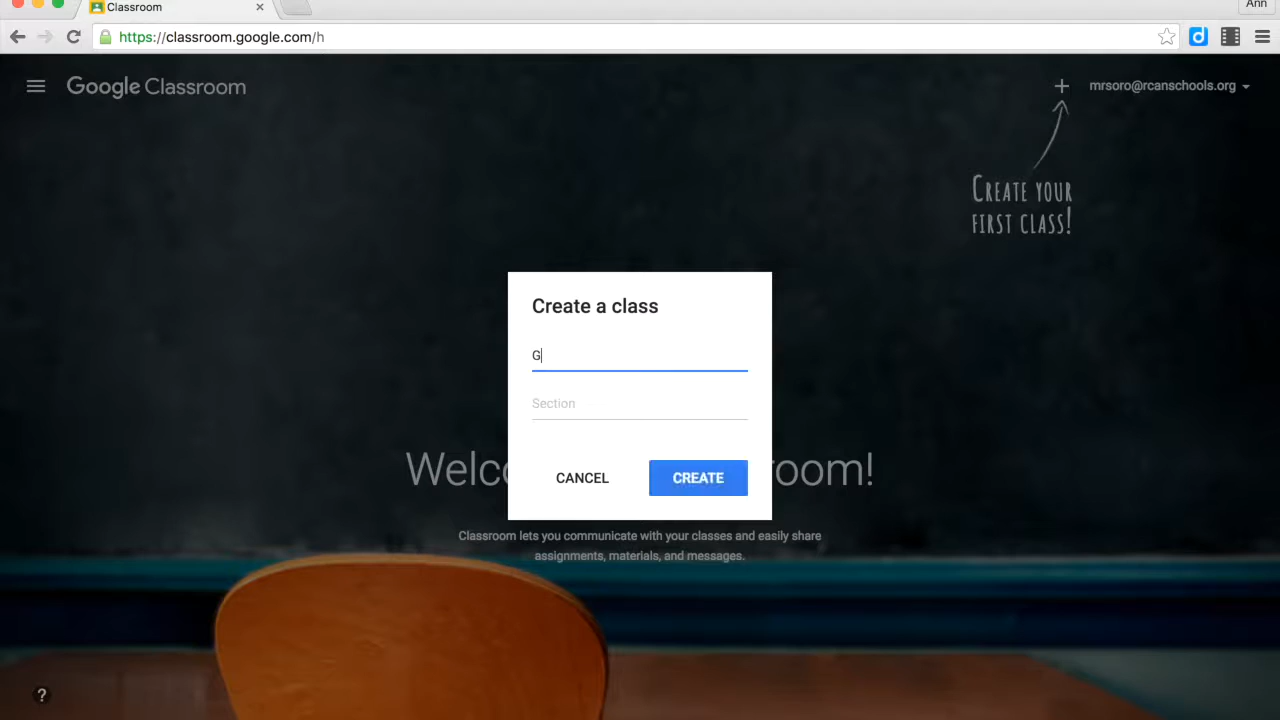 Classroom
Ann
https://classroom.google.com/h
Google Classroom
mrsoro@rcanschools.org
CREATE YOUR
FIRST CLASS!
Create a class
G
Section
CANCEL
CREATE
Welc
room!
Classroom lets you communicate with your classes and easily share
assignments, materials, and messages.
?